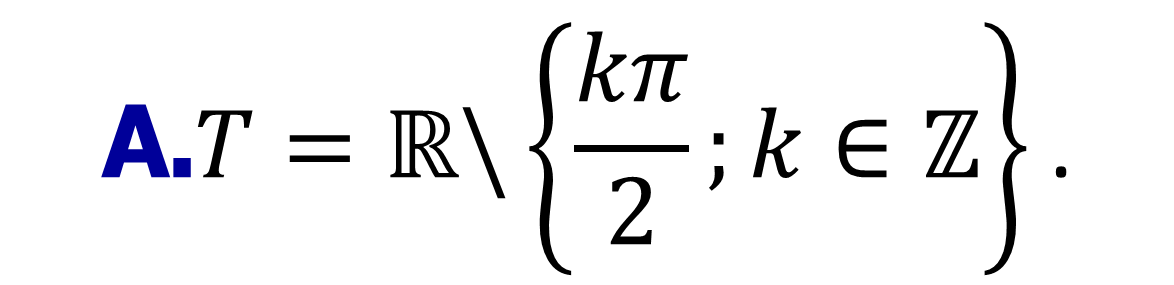 A. T = ℝ\{kπ/2 ; k ∈ ℤ}.